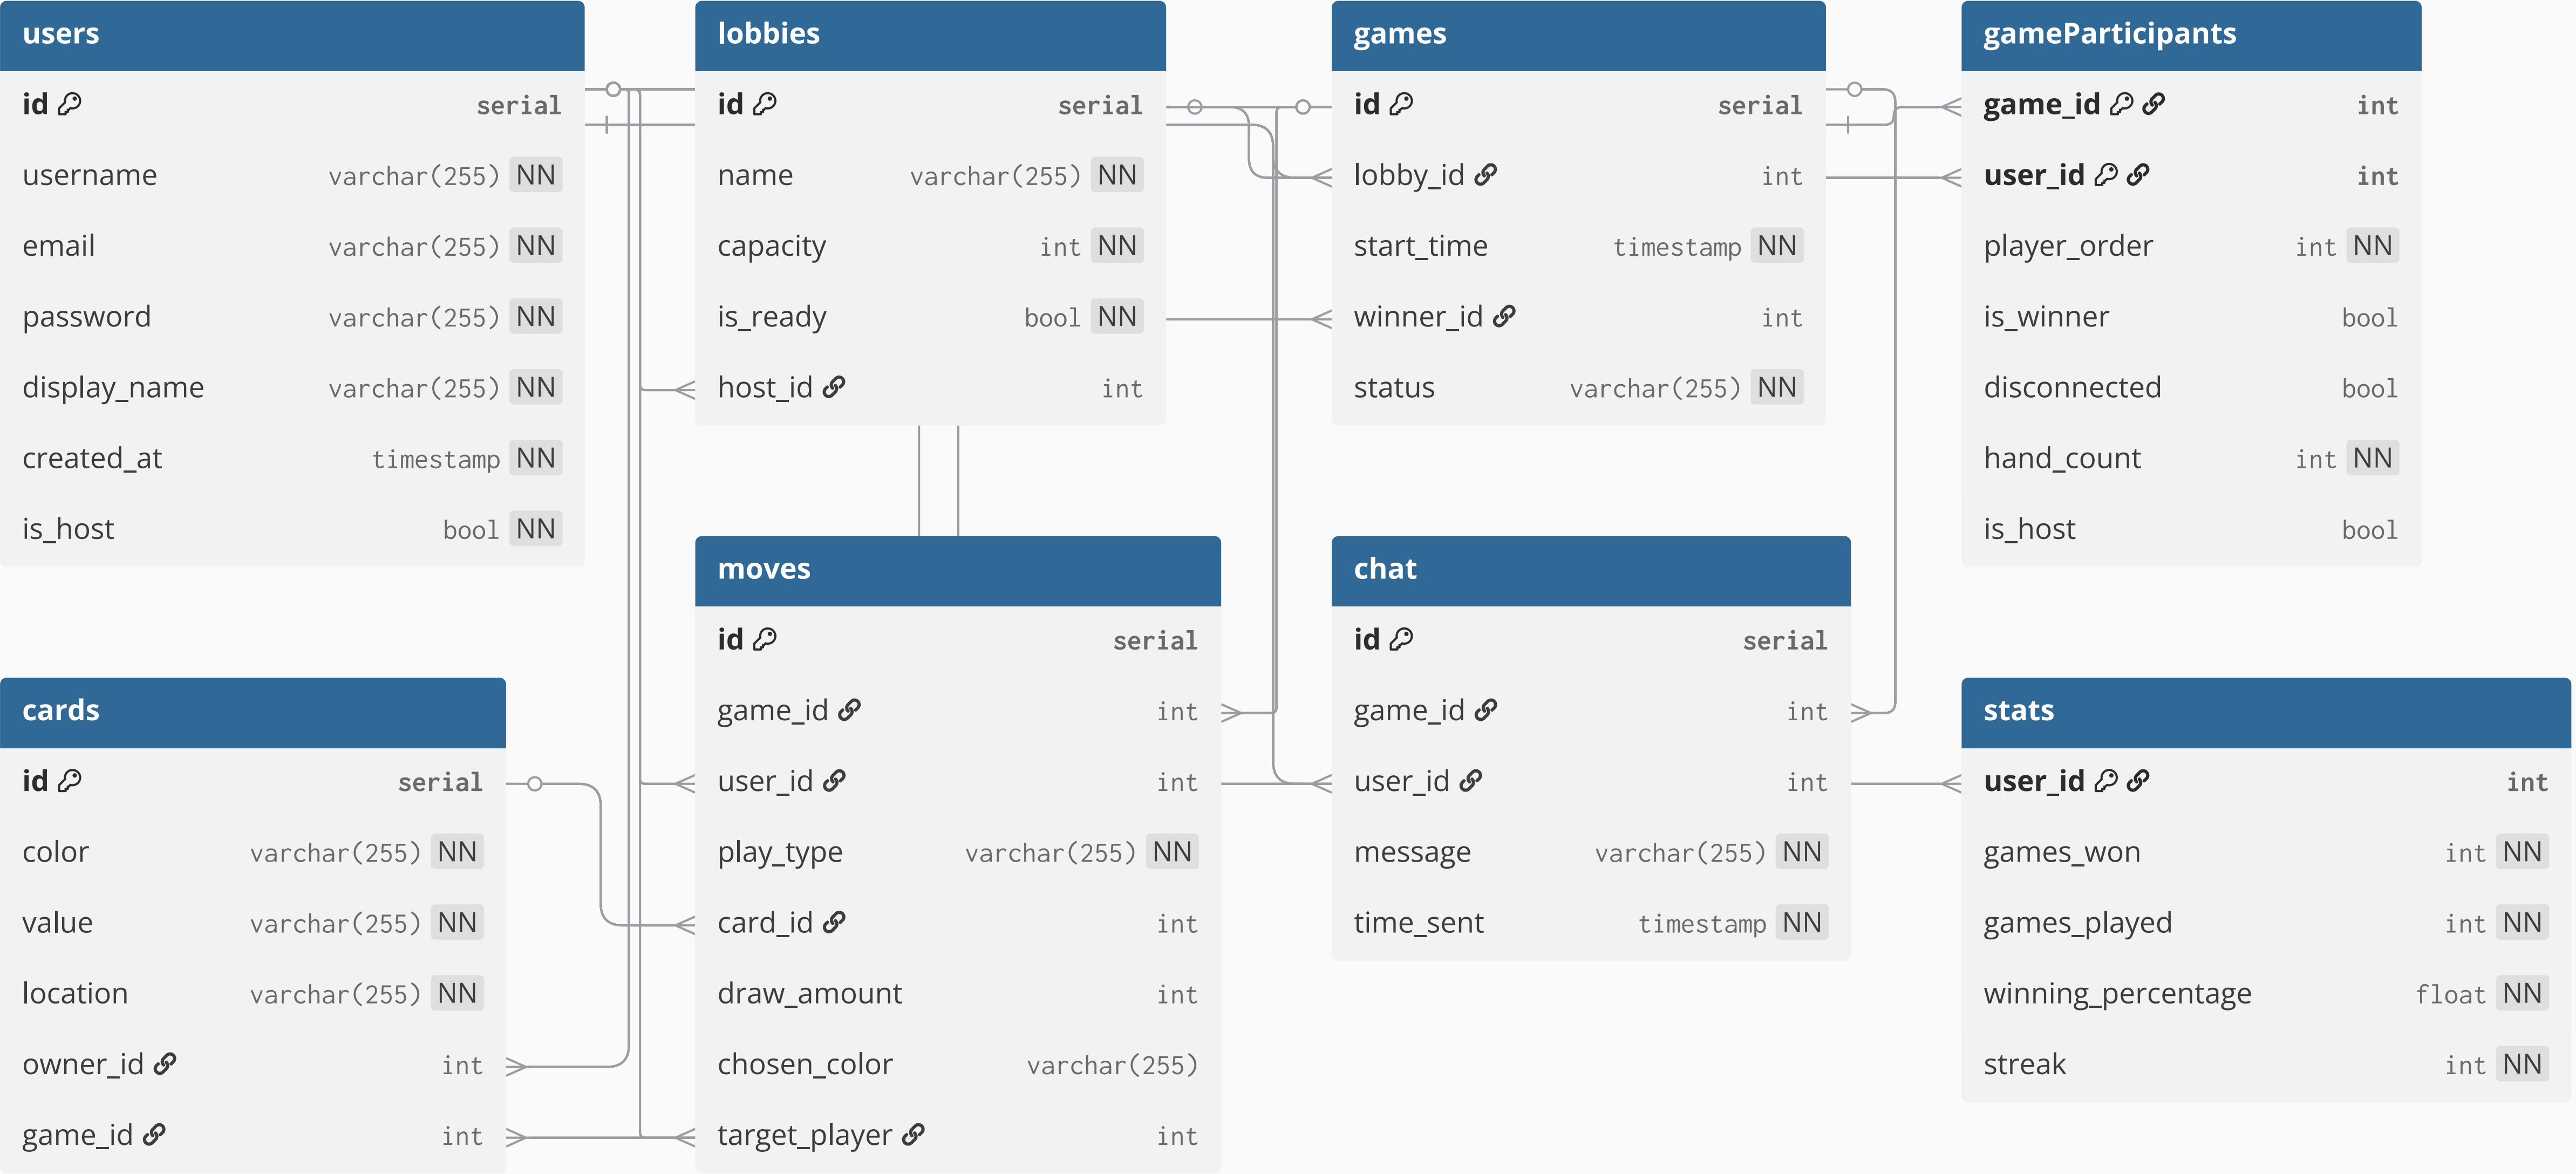 users
id serial
username varchar(255) NN
email varchar(255) NN
password varchar(255) NN
display_name varchar(255) NN
created_at timestamp NN
is_host bool NN
lobbies
id serial
name varchar(255) NN
capacity int NN
is_ready bool NN
host_id int
games
id serial
lobby_id int
start_time timestamp NN
winner_id int
status varchar(255) NN
gameParticipants
game_id int
user_id int
player_order int NN
is_winner bool
disconnected bool
hand_count int NN
is_host bool
cards
id serial
color varchar(255) NN
value varchar(255) NN
location varchar(255) NN
owner_id int
game_id int
moves
id serial
game_id int
user_id int
play_type varchar(255) NN
card_id int
draw_amount int
chosen_color varchar(255)
target_player int
chat
id serial
game_id int
user_id int
message varchar(255) NN
time_sent timestamp NN
stats
user_id int
games_won int NN
games_played int NN
winning_percentage float NN
streak int NN